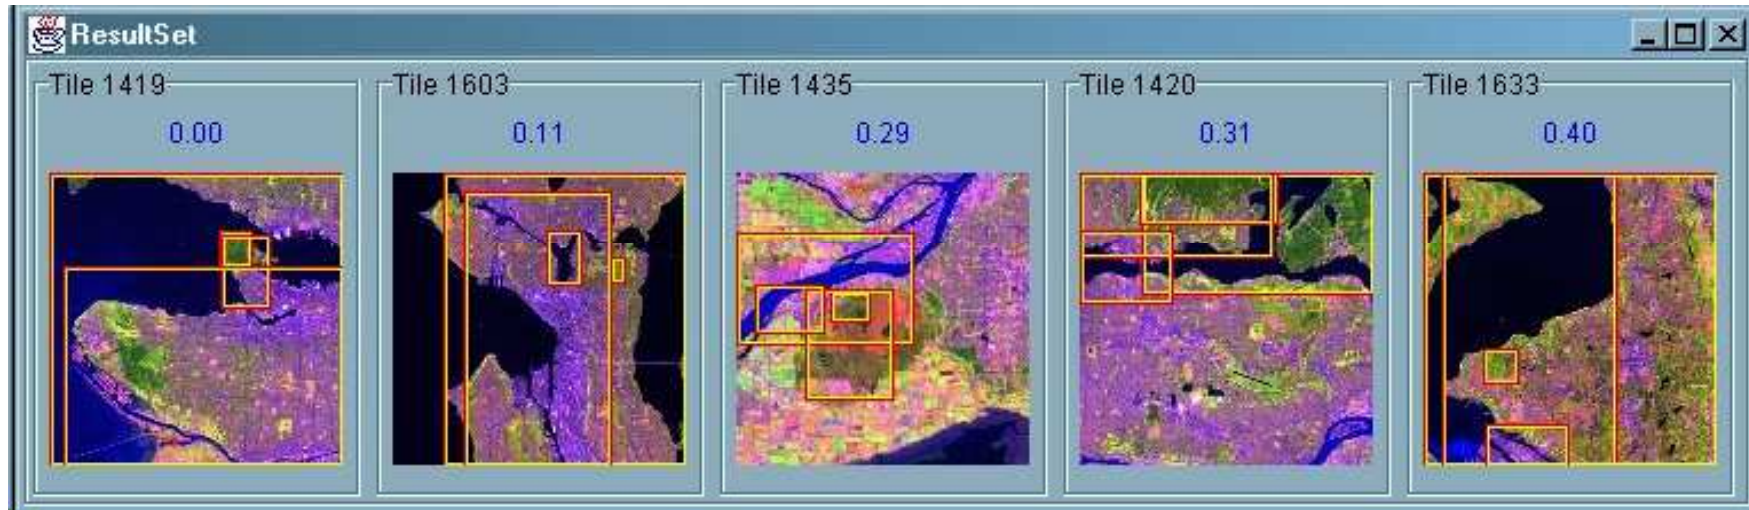 ResultSet
Tile 1419
0.00
Tile 1603
0.11
Tile 1435
0.29
Tile 1420
0.31
Tile 1633
0.40